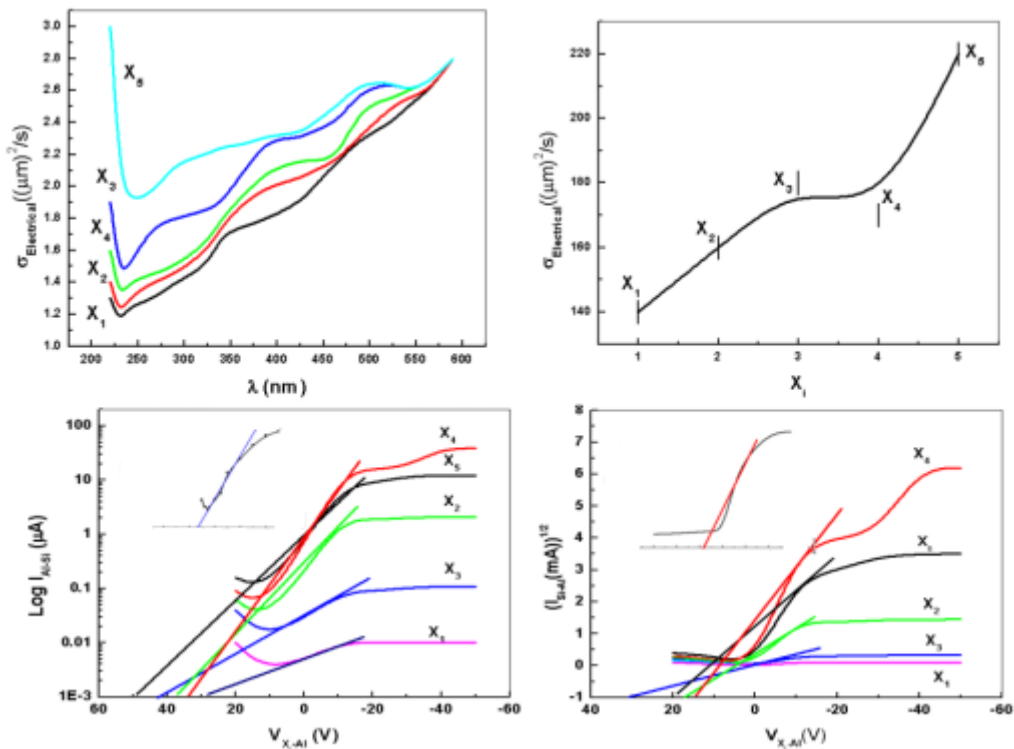 3.0
2.8
2.6
2.4
2.2
2.0
1.8
1.6
1.4
1.2
1.0
σElectrical((μm)²/s)
X5
X3
X4
X2
X1
200 250 300 350 400 450 500 550 600
λ (nm)
220
200
180
160
140
σElectrical((μm)²/s)
X1
X2
X3
X4
X5
1 2 3 4 5
XI
100
10
1
0.1
0.01
1E-3
Log IAl-Si (μA)
X4
X5
X2
X3
X1
60 40 20 0 -20 -40 -60
VX,-Al (V)
8
7
6
5
4
3
2
1
0
-1
(ISi-Al(mA))1/2
X2
X3
X1
40 20 0 -20 -40 -60
VX,-Al(V)